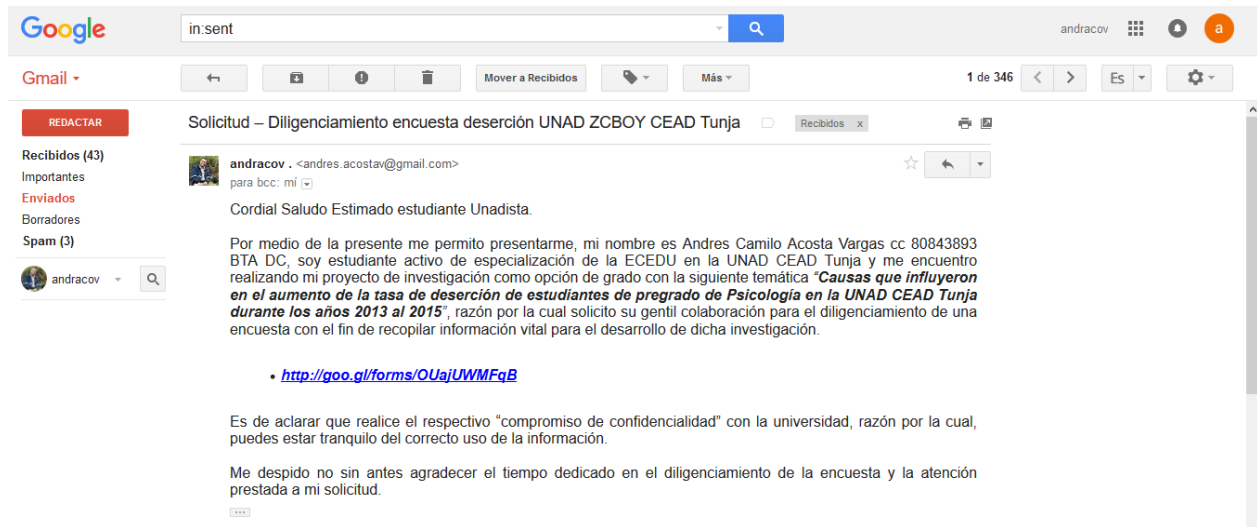 Google
in:sent
andracov
a
Gmail
Mover a Recibidos
Más
1 de 346
Es
REDACTAR
Solicitud – Diligenciamiento encuesta deserción UNAD ZCBOY CEAD Tunja
Recibidos x
Recibidos (43)
Importantes
Enviados
Borradores
Spam (3)
andracov
andracov . <andres.acostav@gmail.com>
para bcc: mí
Cordial Saludo Estimado estudiante Unadista.
Por medio de la presente me permito presentarme, mi nombre es Andres Camilo Acosta Vargas cc 80843893
BTA DC, soy estudiante activo de especialización de la ECEDU en la UNAD CEAD Tunja y me encuentro
realizando mi proyecto de investigación como opción de grado con la siguiente temática "Causas que influyeron
en el aumento de la tasa de deserción de estudiantes de pregrado de Psicología en la UNAD CEAD Tunja
durante los años 2013 al 2015", razón por la cual solicito su gentil colaboración para el diligenciamiento de una
encuesta con el fin de recopilar información vital para el desarrollo de dicha investigación.
• http://goo.gl/forms/OUajUWMFqB
Es de aclarar que realice el respectivo "compromiso de confidencialidad" con la universidad, razón por la cual,
puedes estar tranquilo del correcto uso de la información.
Me despido no sin antes agradecer el tiempo dedicado en el diligenciamiento de la encuesta y la atención
prestada a mi solicitud.